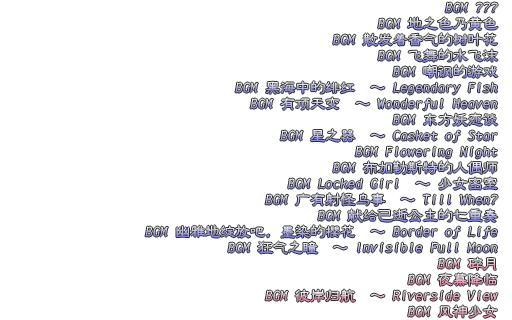 BGM ???
BGM 地之色乃黄色
BGM 散发着香气的树叶花
BGM 飞舞的水飞沫
BGM 嘲讽的游戏
BGM 黑海中的绯红　～ Legendary Fish
BGM 有顶天变　～ Wonderful Heaven
BGM 东方妖恋谈
BGM 星之器　～ Casket of Star
BGM Flowering Night
BGM 布加勒斯特的人偶师
BGM Locked Girl　～ 少女密室
BGM 广有射怪鸟事　～ Till When?
BGM 献给已逝公主的七重奏
BGM 幽雅地绽放吧，墨染的樱花　～ Border of Life
BGM 狂气之瞳　～ Invisible Full Moon
BGM 碎月
BGM 夜幕降临
BGM 彼岸归航　～ Riverside View
BGM 风神少女